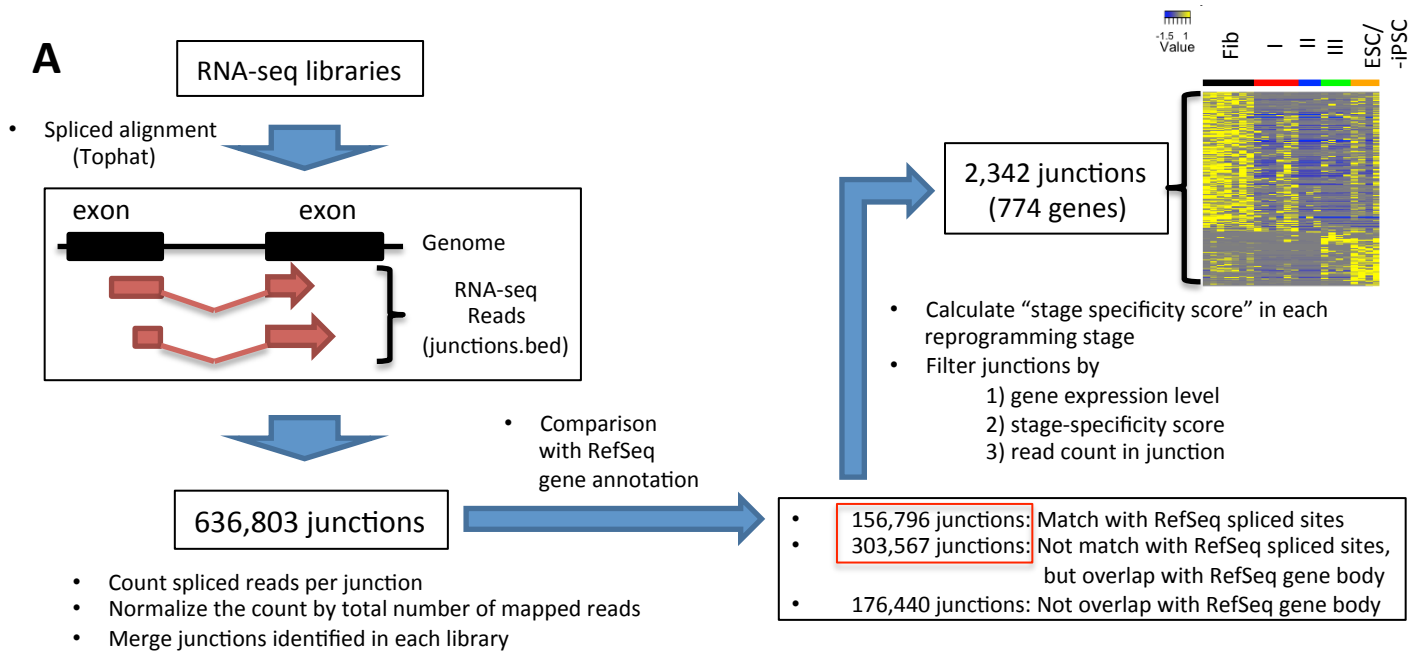 A
RNA-seq libraries
• Spliced alignment
(Tophat)
exon exon
Genome
RNA-seq
Reads
(junctions.bed)
636,803 junctions
• Count spliced reads per junction
• Normalize the count by total number of mapped reads
• Merge junctions identified in each library
• Comparison
with RefSeq
gene annotation
• 156,796 junctions: Match with RefSeq spliced sites
• 303,567 junctions: Not match with RefSeq spliced sites,
but overlap with RefSeq gene body
• 176,440 junctions: Not overlap with RefSeq gene body
• Calculate “stage specificity score” in each
reprogramming stage
• Filter junctions by
1) gene expression level
2) stage-specificity score
3) read count in junction
2,342 junctions
(774 genes)
-1.5 1
Value
Fib
I
II
III
ESC/
-iPSC